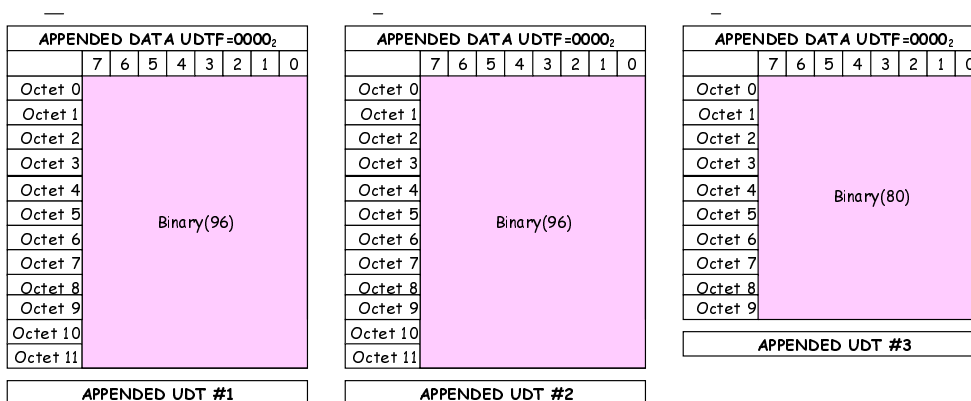 APPENDED DATA UDTF=0000₂
7 6 5 4 3 2 1 0
Octet 0
Octet 1
Octet 2
Octet 3
Octet 4
Octet 5
Octet 6
Octet 7
Octet 8
Octet 9
Octet 10
Octet 11
Binary(96)
APPENDED UDT #1
APPENDED DATA UDTF=0000₂
7 6 5 4 3 2 1 0
Octet 0
Octet 1
Octet 2
Octet 3
Octet 4
Octet 5
Octet 6
Octet 7
Octet 8
Octet 9
Octet 10
Octet 11
Binary(96)
APPENDED UDT #2
APPENDED DATA UDTF=0000₂
7 6 5 4 3 2 1 0
Octet 0
Octet 1
Octet 2
Octet 3
Octet 4
Octet 5
Octet 6
Octet 7
Octet 8
Octet 9
Binary(80)
APPENDED UDT #3